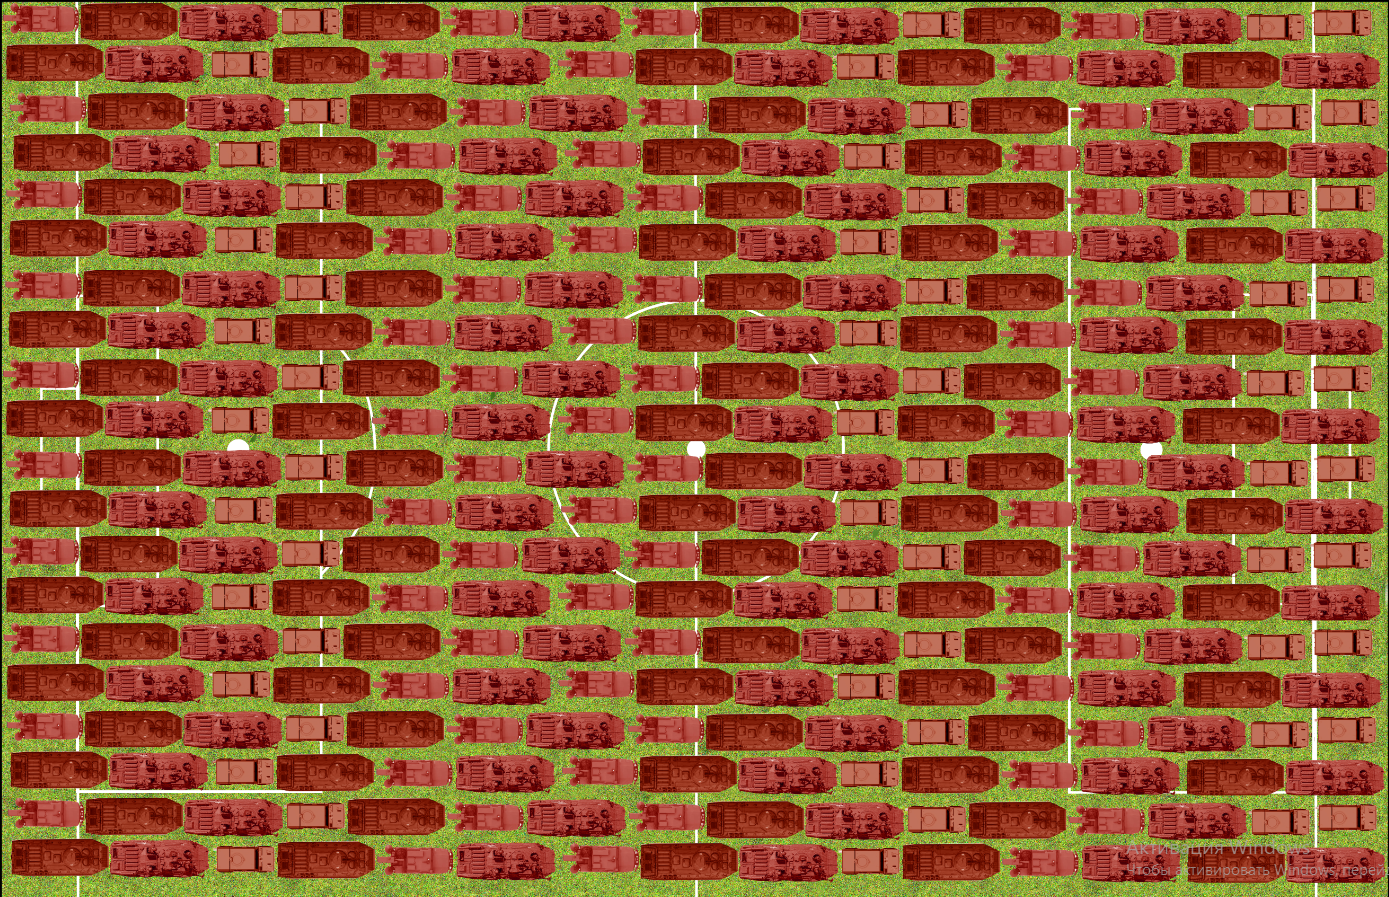 Активация Windows
Чтобы активировать Windows, перей